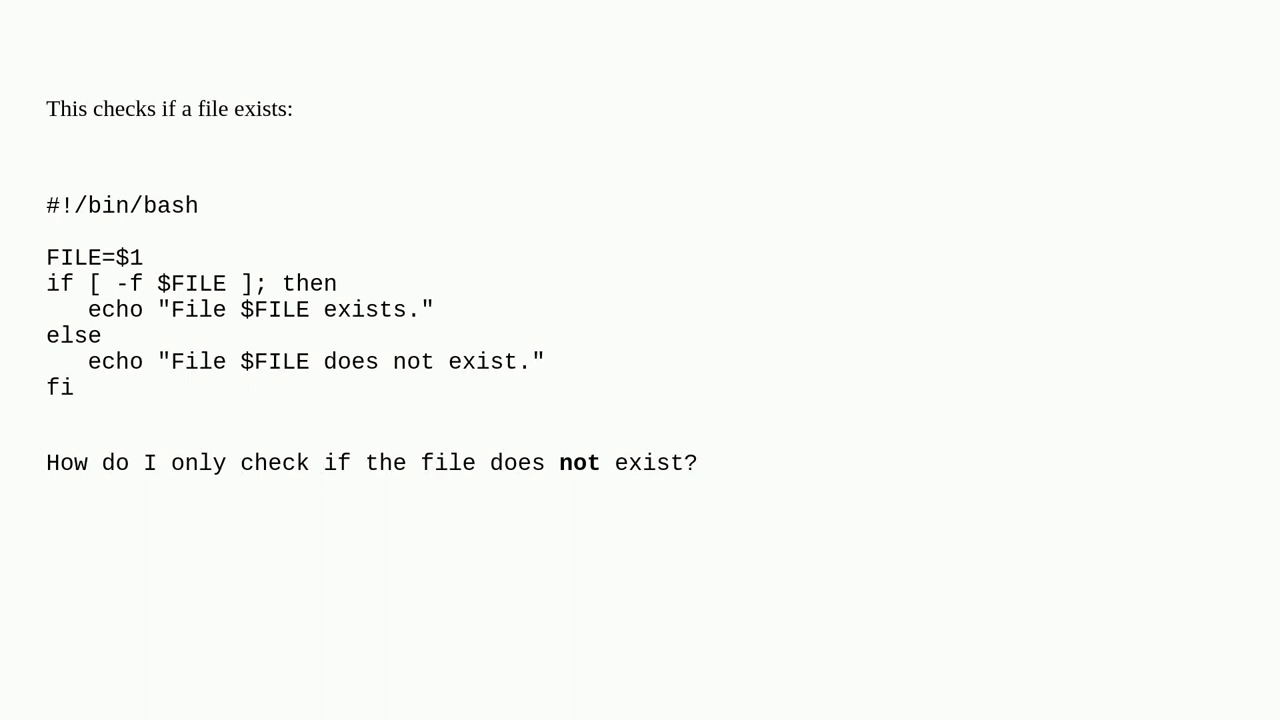 This checks if a file exists:
#!/bin/bash
FILE=$1
if [ -f $FILE ]; then
   echo "File $FILE exists."
else
   echo "File $FILE does not exist."
fi
How do I only check if the file does not exist?